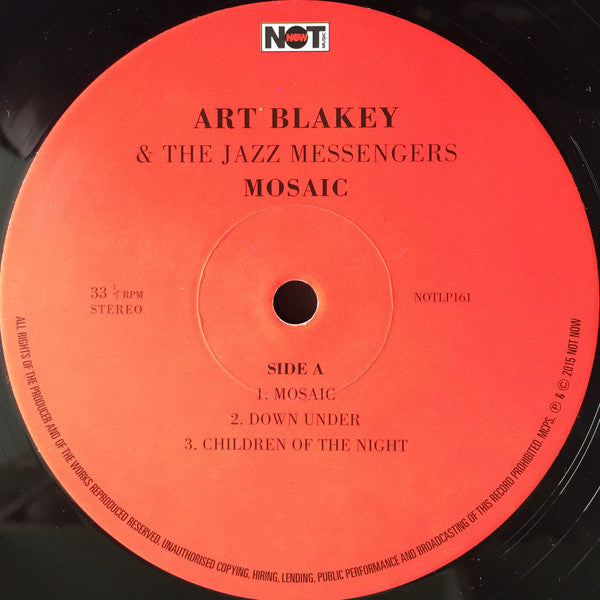 NOT
NOW
MUSIC
ART BLAKEY
& THE JAZZ MESSENGERS
MOSAIC
33 ⅓ RPM
STEREO
NOTLP161
SIDE A
1. MOSAIC
2. DOWN UNDER
3. CHILDREN OF THE NIGHT
ALL RIGHTS OF THE PRODUCER AND OF THE WORKS REPRODUCED RESERVED. UNAUTHORISED COPYING, HIRING, LENDING, PUBLIC PERFORMANCE AND BROADCASTING OF THIS RECORD PROHIBITED. MCPS. ℗ & © 2015 NOT NOW